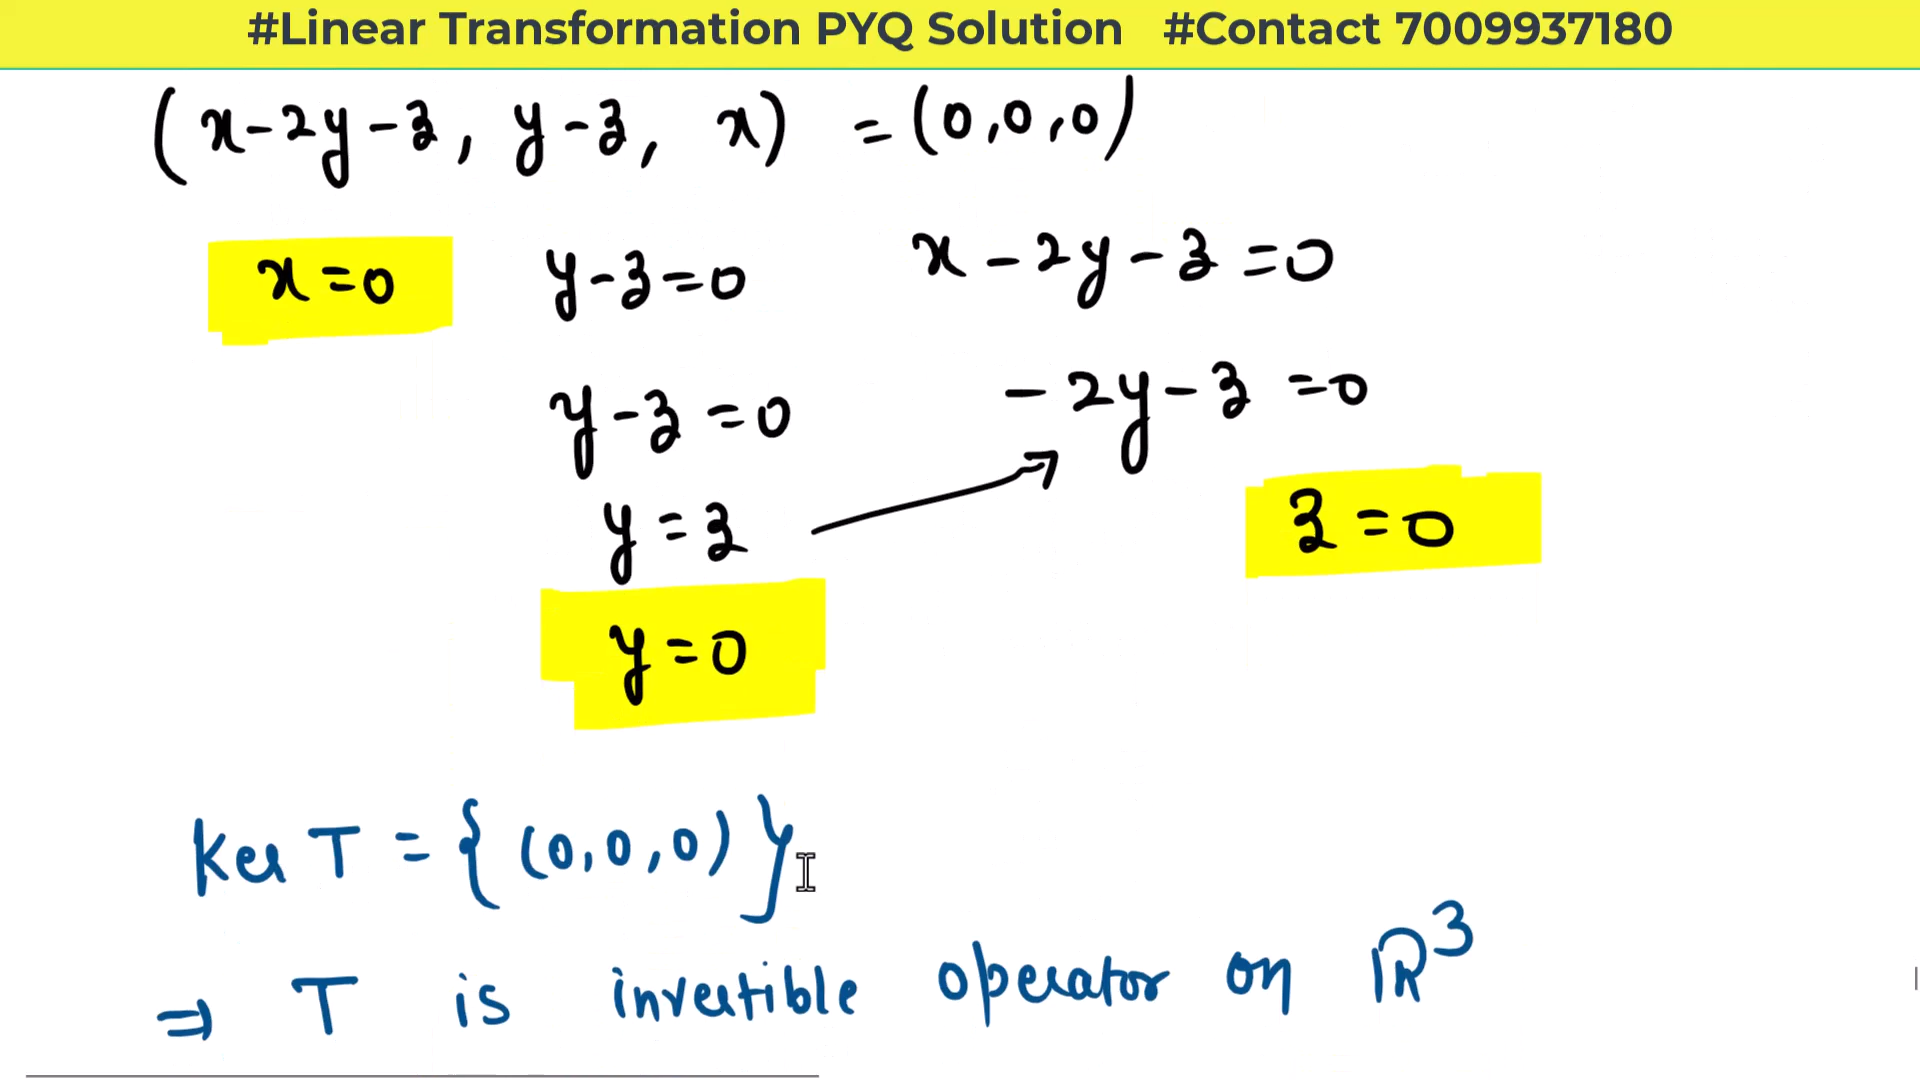 #Linear Transformation PYQ Solution #Contact 7009937180
(x-2y-z, y-z, x) = (0,0,0)
x=0 y-z=0 x-2y-z=0
y-z=0 -2y-z=0
y=z z=0
y=0
Ker T = {(0,0,0)}
⇒ T is invertible operator on ℝ³